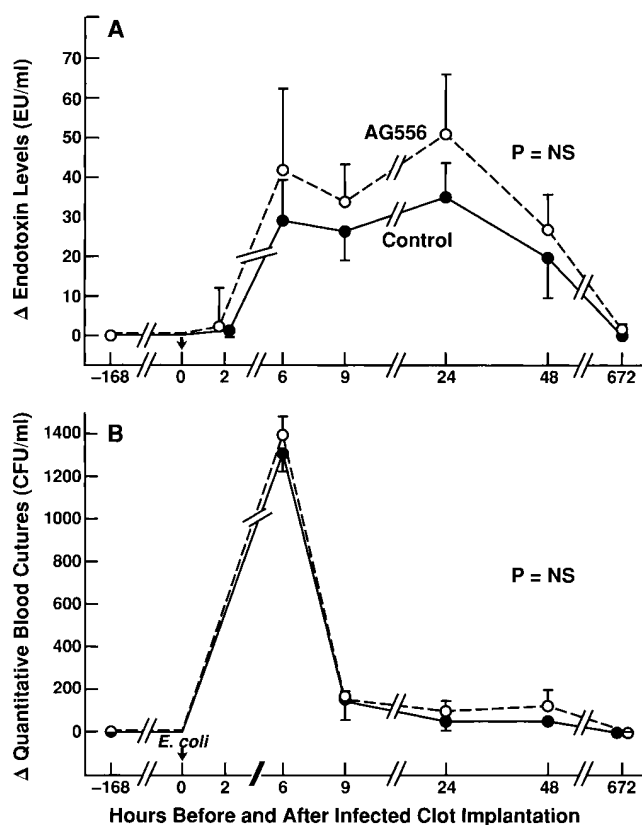 A
Δ Endotoxin Levels (EU/ml)
70
60
50
40
30
20
10
0
AG556
P = NS
Control
−168 0 2 6 9 24 48 672
B
Δ Quantitative Blood Cutures (CFU/ml)
1400
1200
1000
800
600
400
200
0
P = NS
E. coli
−168 0 2 6 9 24 48 672
Hours Before and After Infected Clot Implantation